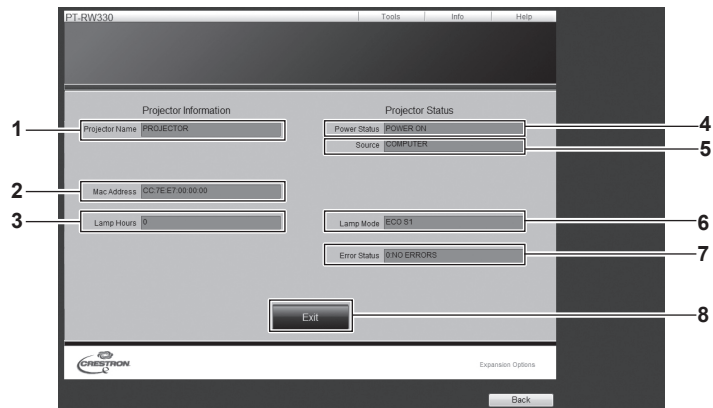 PT-RW330
Tools Info Help
Projector Information
Projector Status
1 Projector Name PROJECTOR
Power Status POWER ON 4
Source COMPUTER 5
2 Mac Address CC:7E:E7:00:00:00
3 Lamp Hours 0
Lamp Mode ECO S1 6
Error Status 0:NO ERRORS 7
Exit 8
CRESTRON
Expansion Options
Back